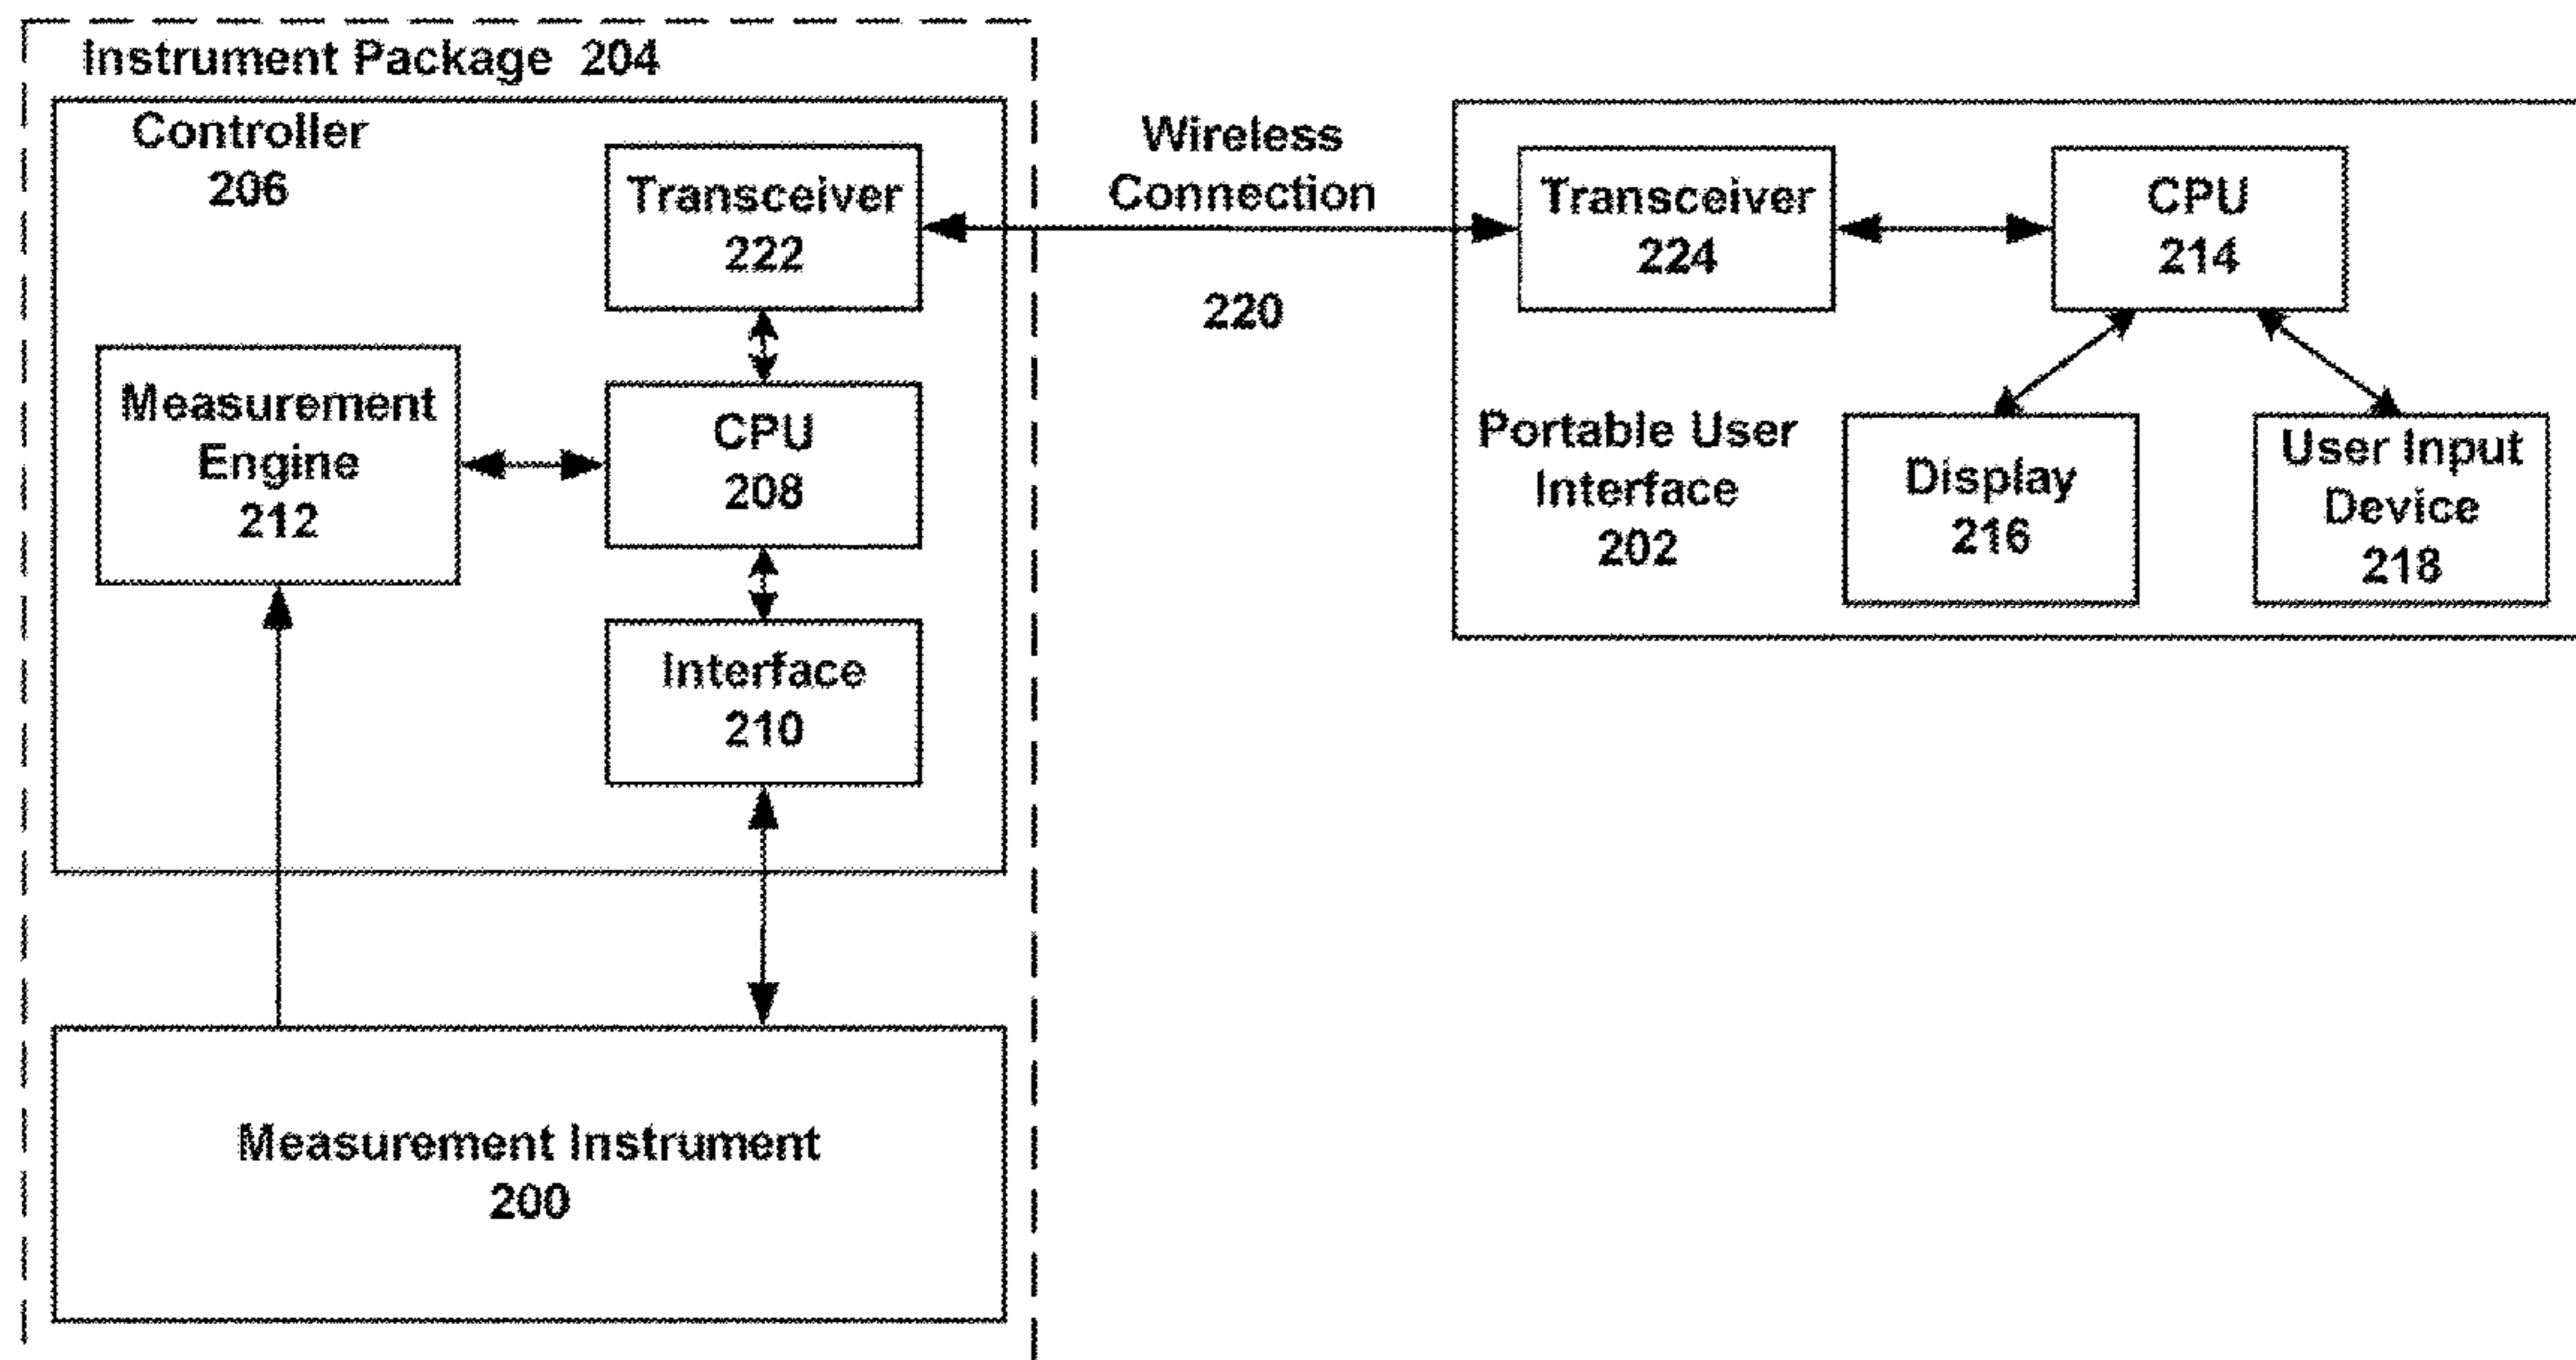 Instrument Package 204
Controller
206
Transceiver
222
Measurement
Engine
212
CPU
208
Interface
210
Measurement Instrument
200
Wireless
Connection
220
Transceiver
224
CPU
214
Portable User
Interface
202
Display
216
User Input
Device
218